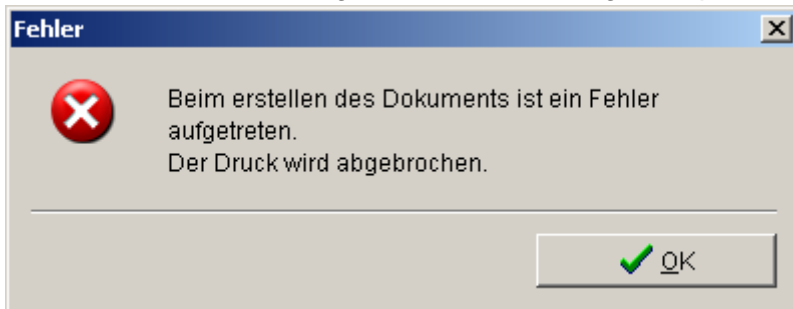 Fehler
Beim erstellen des Dokuments ist ein Fehler
aufgetreten.
Der Druck wird abgebrochen.
OK